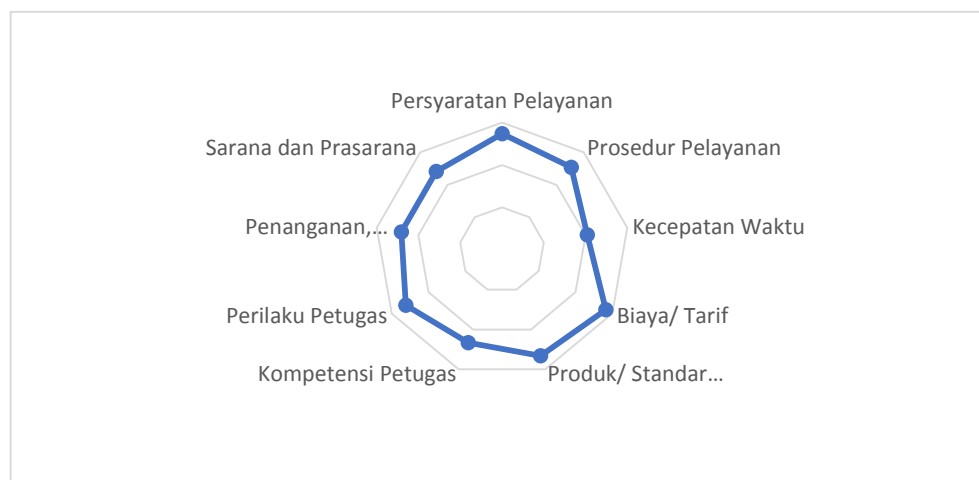 Persyaratan Pelayanan
Prosedur Pelayanan
Kecepatan Waktu
Biaya/ Tarif
Produk/ Standar...
Kompetensi Petugas
Perilaku Petugas
Penanganan,...
Sarana dan Prasarana